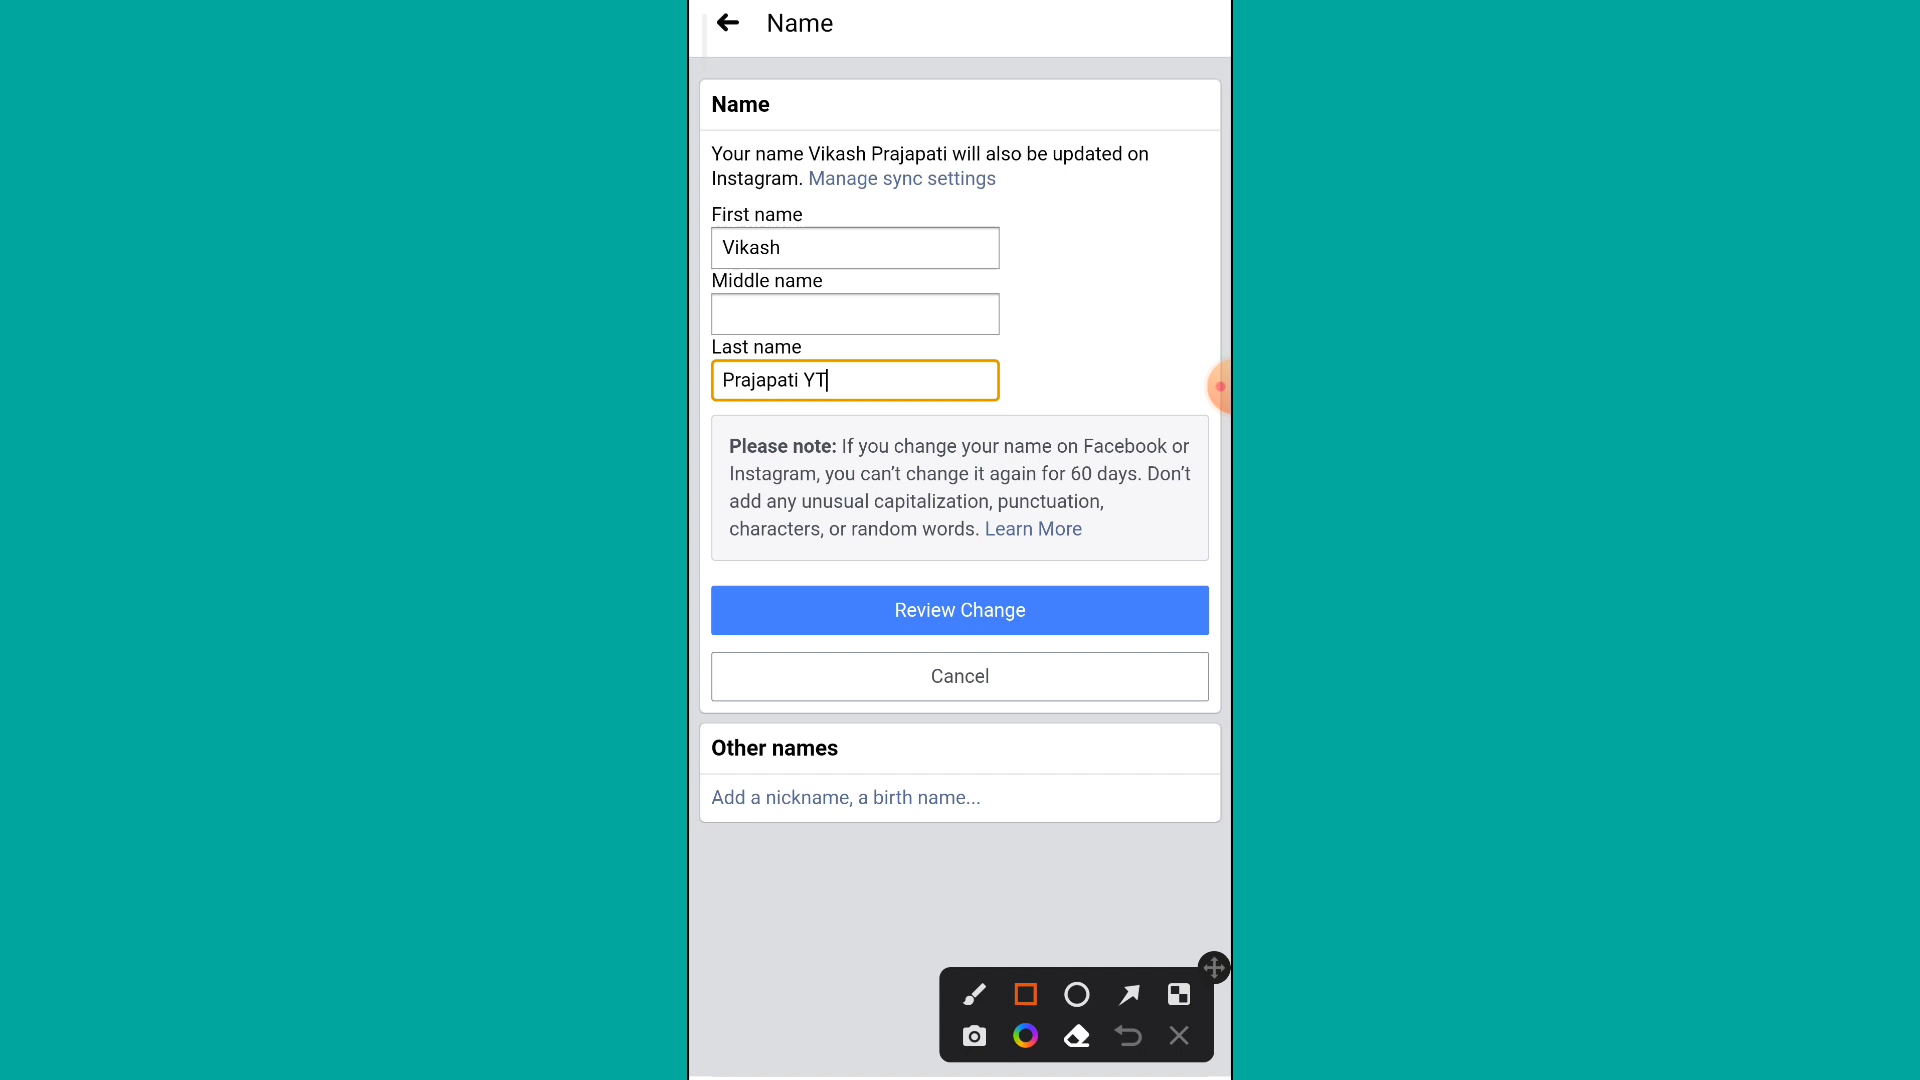 Name
Name
Your name Vikash Prajapati will also be updated on
Instagram. Manage sync settings
First name
Vikash
Middle name
Last name
Prajapati YT
Please note: If you change your name on Facebook or
Instagram, you can’t change it again for 60 days. Don’t
add any unusual capitalization, punctuation,
characters, or random words. Learn More
Review Change
Cancel
Other names
Add a nickname, a birth name...